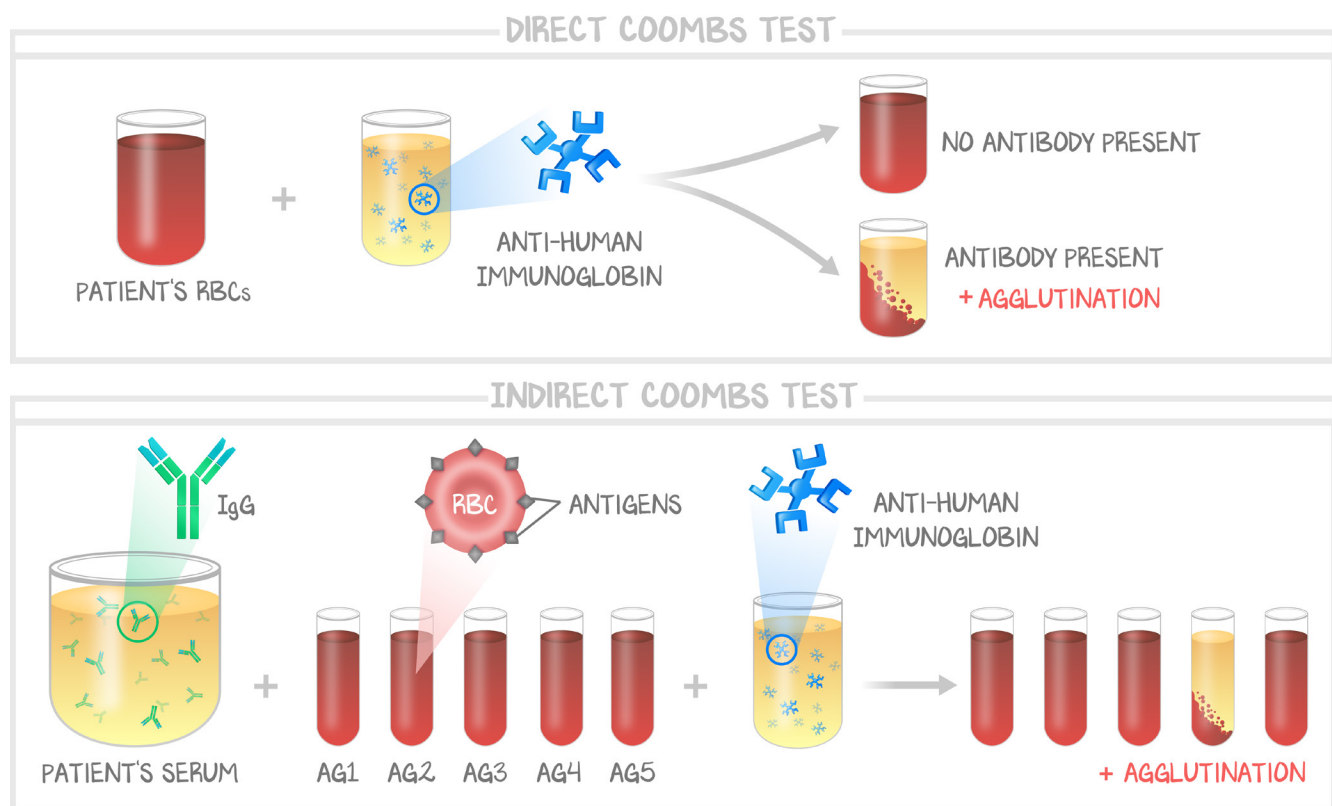 DIRECT COOMBS TEST
PATIENT'S RBCs
+
ANTI-HUMAN
IMMUNOGLOBIN
NO ANTIBODY PRESENT
ANTIBODY PRESENT
+ AGGLUTINATION
INDIRECT COOMBS TEST
IgG
RBC
ANTIGENS
ANTI-HUMAN
IMMUNOGLOBIN
+
+
PATIENT'S SERUM
AG1 AG2 AG3 AG4 AG5
+ AGGLUTINATION